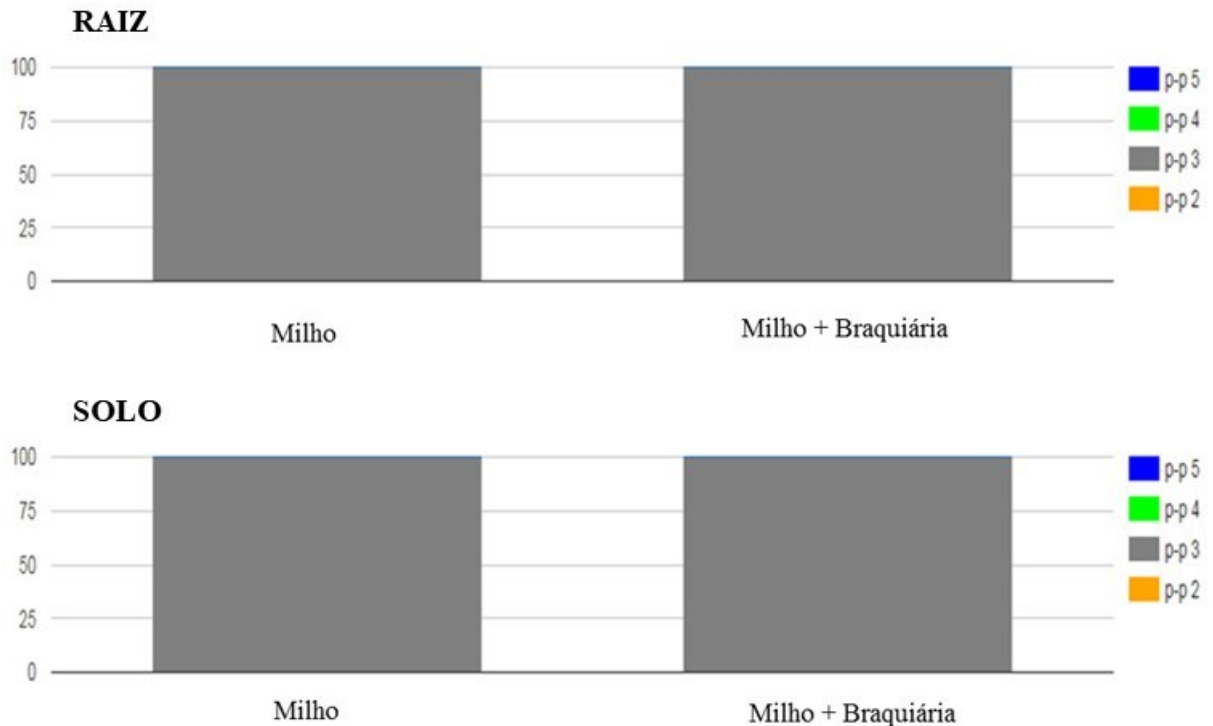 RAIZ
100
75
50
25
0
p-p 5
p-p 4
p-p 3
p-p 2
Milho
Milho + Braquiária
SOLO
100
75
50
25
0
p-p 5
p-p 4
p-p 3
p-p 2
Milho
Milho + Braquiária